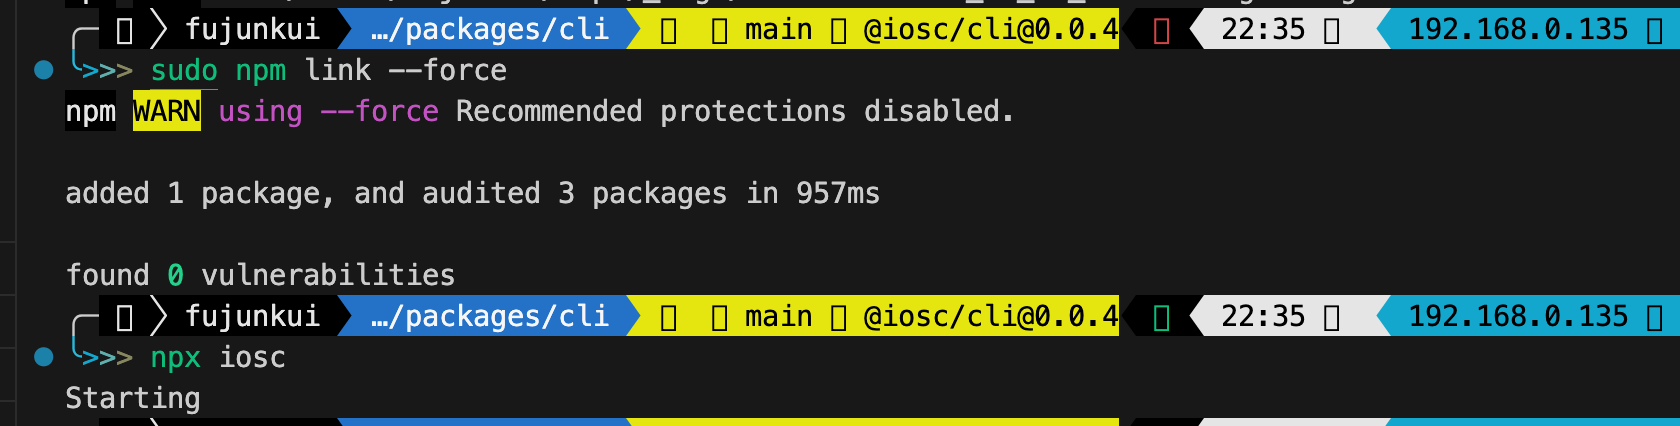 fujunkui …/packages/cli main @iosc/cli@0.0.4 22:35 192.168.0.135
>>> sudo npm link --force
npm WARN using --force Recommended protections disabled.
added 1 package, and audited 3 packages in 957ms
found 0 vulnerabilities
fujunkui …/packages/cli main @iosc/cli@0.0.4 22:35 192.168.0.135
>>> npx iosc
Starting